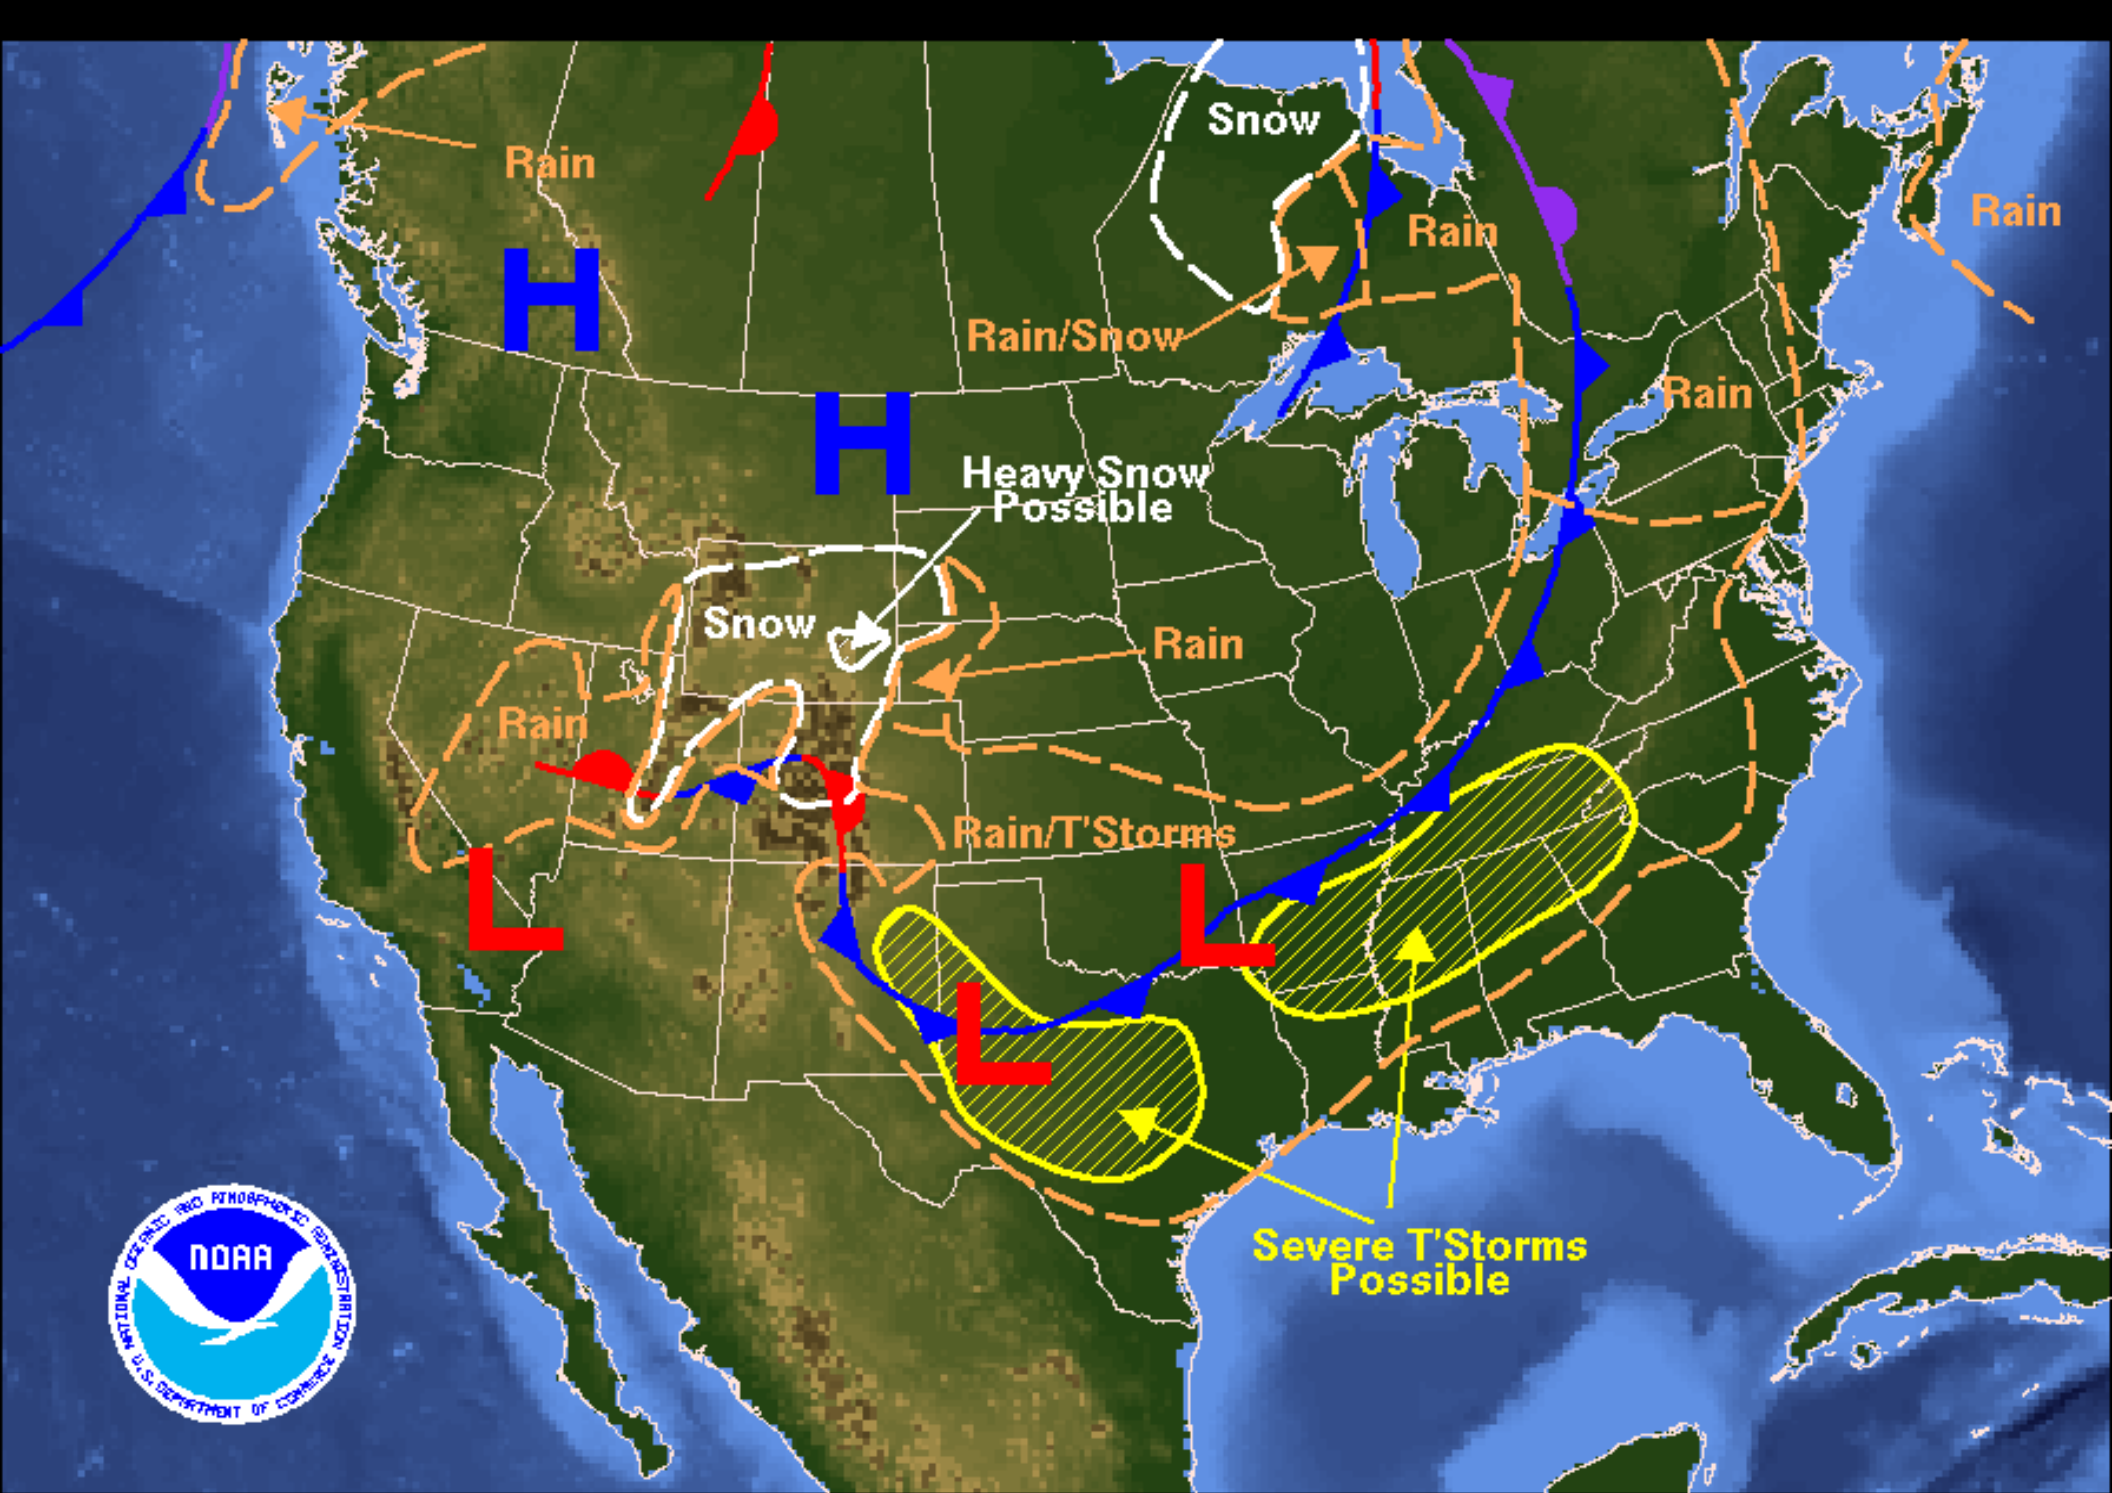 Snow
Rain
Rain
Rain
H
Rain/Snow
H
Rain
Heavy Snow
Possible
Snow
Rain
Rain
Rain/T'Storms
L
L
L
Severe T'Storms
Possible
NATIONAL OCEANIC AND ATMOSPHERIC ADMINISTRATION
NOAA
U.S. DEPARTMENT OF COMMERCE